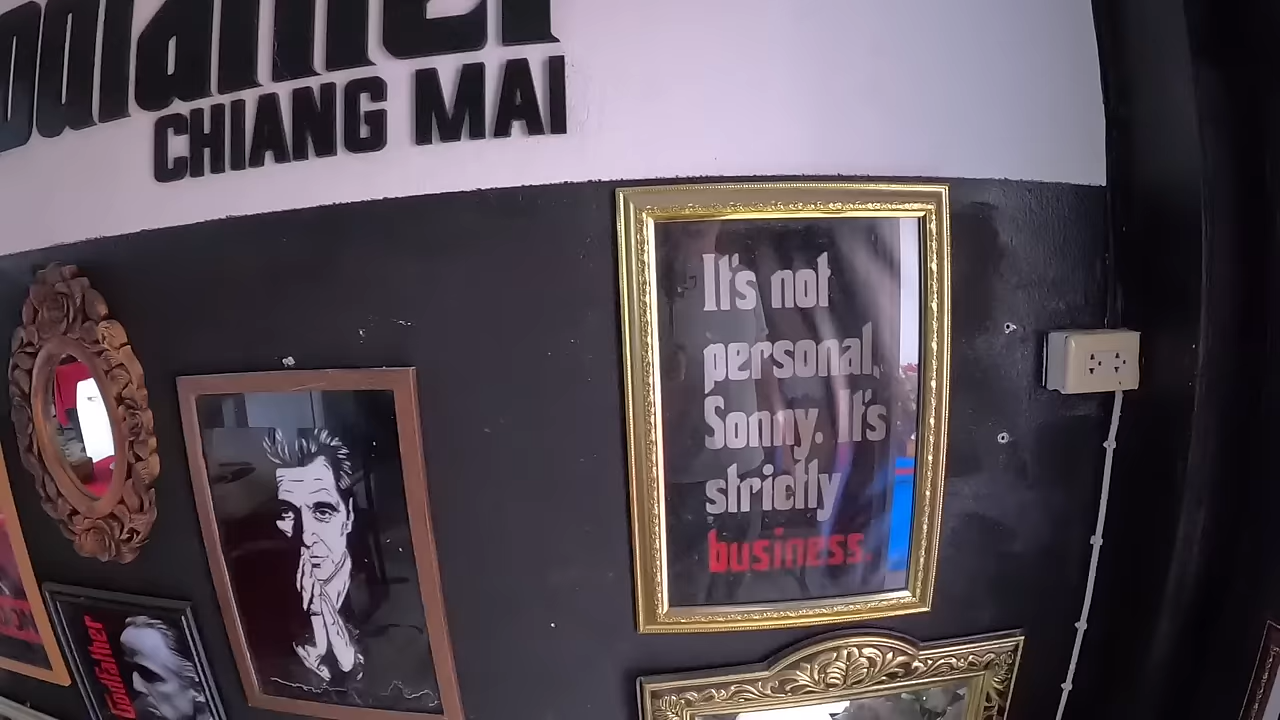 CHIANG MAI
It's not
personal,
Sonny. It's
strictly
business.
Godfather